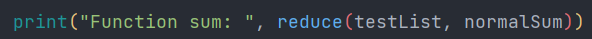 print("Function sum: ", reduce(testList, normalSum))